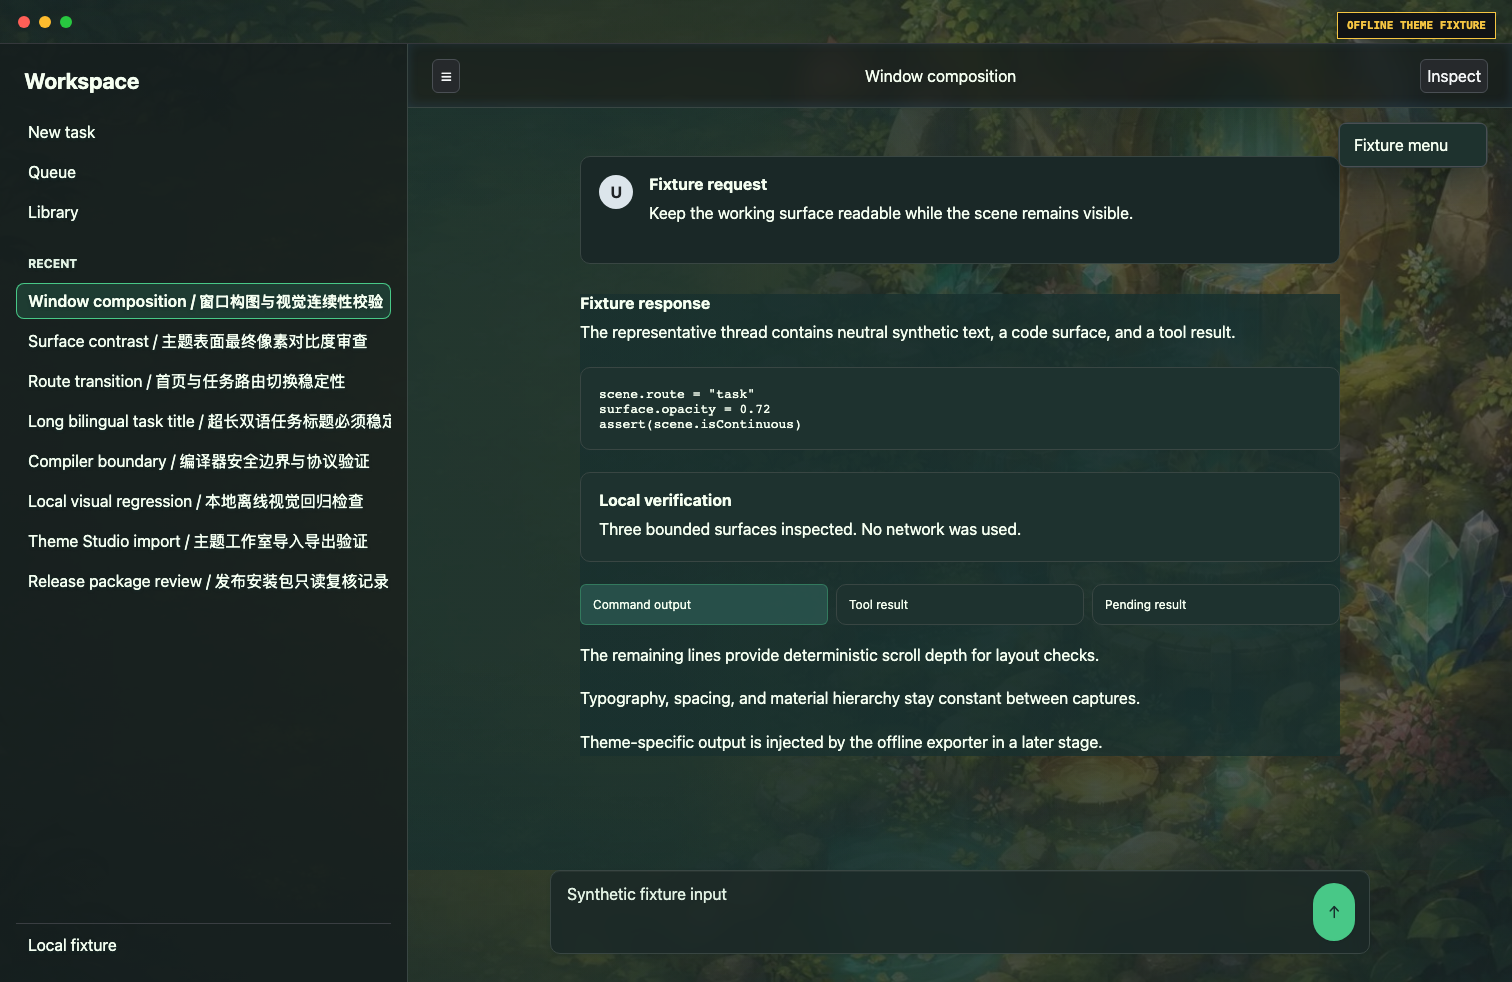 OFFLINE THEME FIXTURE
Workspace
New task
Queue
Library
RECENT
Window composition / 窗口构图与视觉连续性校验
Surface contrast / 主题表面最终像素对比度审查
Route transition / 首页与任务路由切换稳定性
Long bilingual task title / 超长双语任务标题必须稳定
Compiler boundary / 编译器安全边界与协议验证
Local visual regression / 本地离线视觉回归检查
Theme Studio import / 主题工作室导入导出验证
Release package review / 发布安装包只读复核记录
Local fixture
Window composition
Inspect
Fixture menu
U
Fixture request
Keep the working surface readable while the scene remains visible.
Fixture response
The representative thread contains neutral synthetic text, a code surface, and a tool result.
scene.route = "task"
surface.opacity = 0.72
assert(scene.isContinuous)
Local verification
Three bounded surfaces inspected. No network was used.
Command output
Tool result
Pending result
The remaining lines provide deterministic scroll depth for layout checks.
Typography, spacing, and material hierarchy stay constant between captures.
Theme-specific output is injected by the offline exporter in a later stage.
Synthetic fixture input